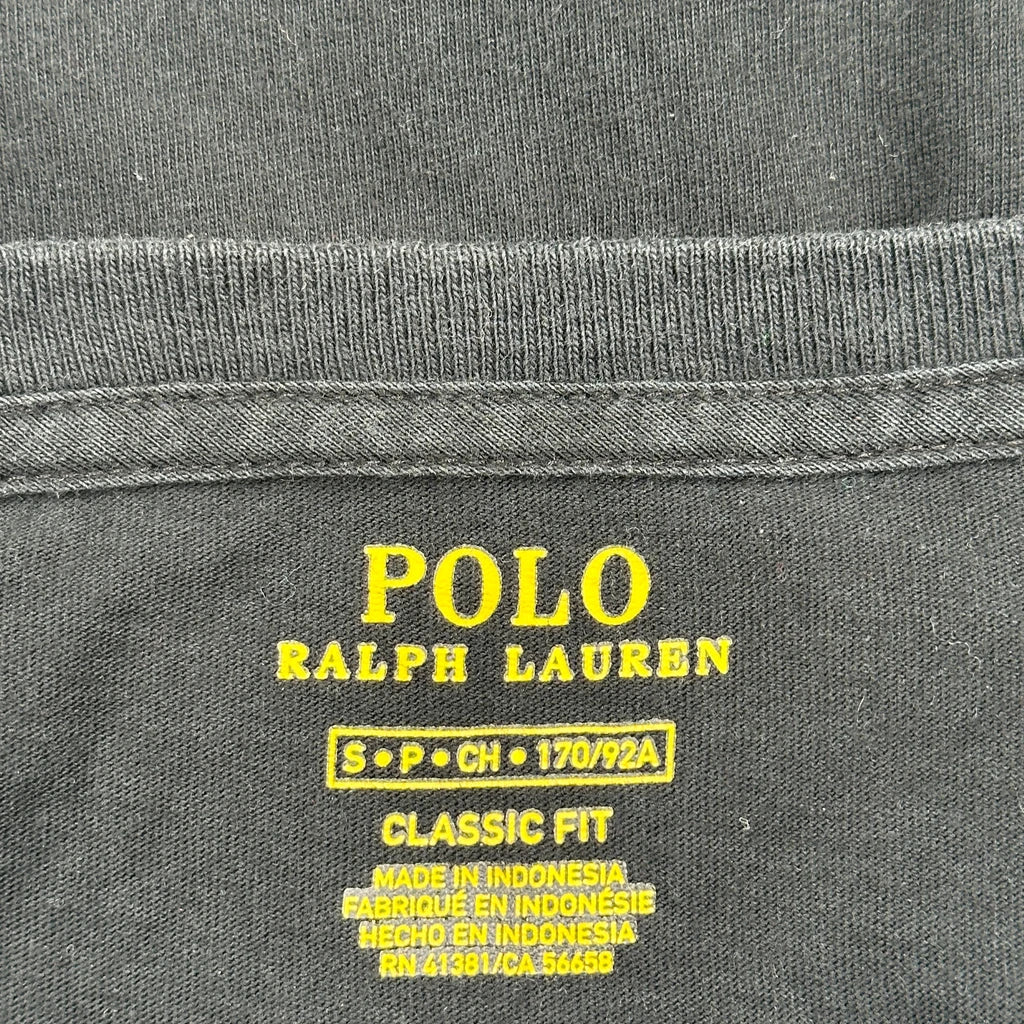 POLO
RALPH LAUREN
S • P • CH • 170/92A
CLASSIC FIT
MADE IN INDONESIA
FABRIQUÉ EN INDONÉSIE
HECHO EN INDONESIA
RN 41381/CA 56658